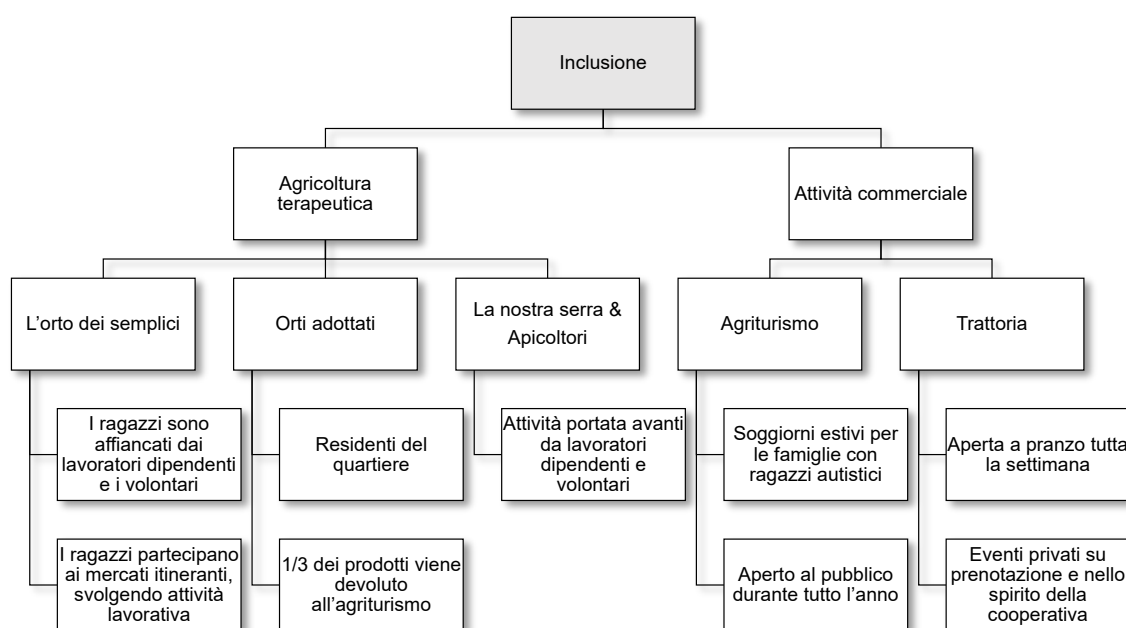 Inclusione
Agricoltura
terapeutica
Attività commerciale
L'orto dei semplici
Orti adottati
La nostra serra &
Apicoltori
Agriturismo
Trattoria
I ragazzi sono
affiancati dai
lavoratori dipendenti
e i volontari
Residenti del
quartiere
Attività portata avanti
da lavoratori
dipendenti e
volontari
Soggiorni estivi per
le famiglie con
ragazzi autistici
Aperta a pranzo tutta
la settimana
I ragazzi partecipano
ai mercati itineranti,
svolgendo attività
lavorativa
1/3 dei prodotti viene
devoluto
all'agriturismo
Aperto al pubblico
durante tutto l'anno
Eventi privati su
prenotazione e nello
spirito della
cooperativa